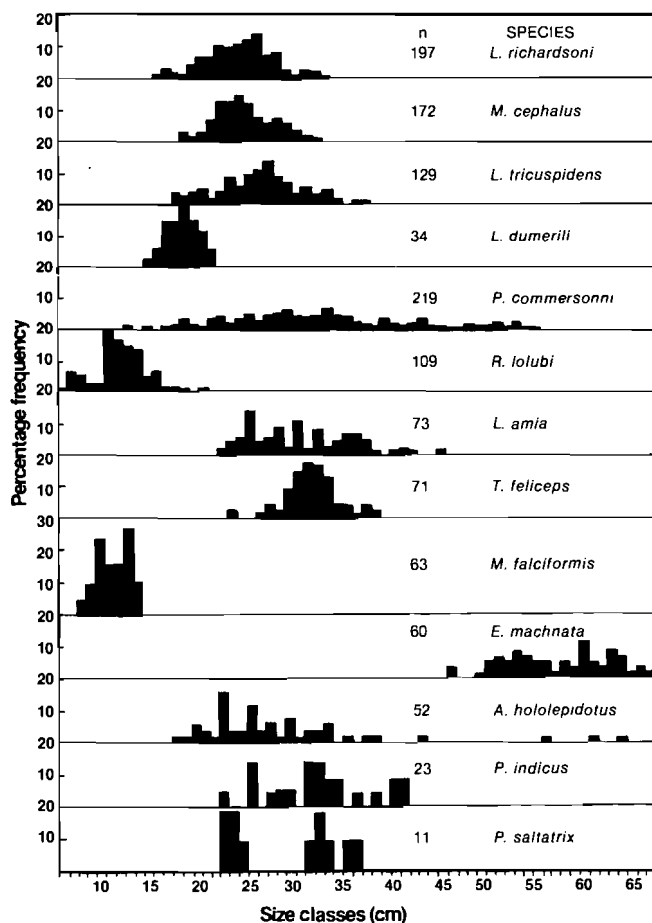 20
n SPECIES
10 197 L. richardsoni
20
10 172 M. cephalus
20
10 129 L. tricuspidens
20
10 34 L. dumerili
20
10 219 P. commersonni
20
10 109 R. lolubi
20
10 73 L. amia
20
10 71 T. feliceps
30
20
10 63 M. falciformis
20
10 60 E. machnata
20
10 52 A. hololepidotus
20
10 23 P. indicus
20
10 11 P. saltatrix
Percentage frequency
10 15 20 25 30 35 40 45 50 55 60 65
Size classes (cm)